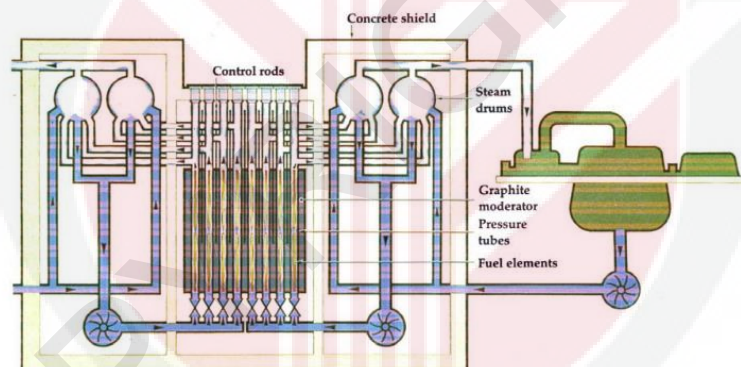 Concrete shield
Control rods
Steam
drums
Graphite
moderator
Pressure
tubes
Fuel elements